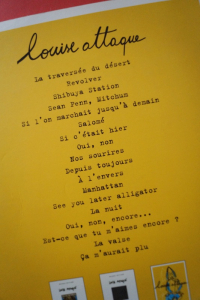 louise attaque
La traversée du désert
Revolver
Shibuya Station
Sean Penn, Mitchum
Si l'on marchait jusqu'à demain
Salomé
Si c'était hier
Oui, non
Nos sourires
Depuis toujours
À l'envers
Manhattan
See you later alligator
La nuit
Oui, non, encore...
Est-ce que tu m'aimes encore ?
La valse
Ça m'aurait plu